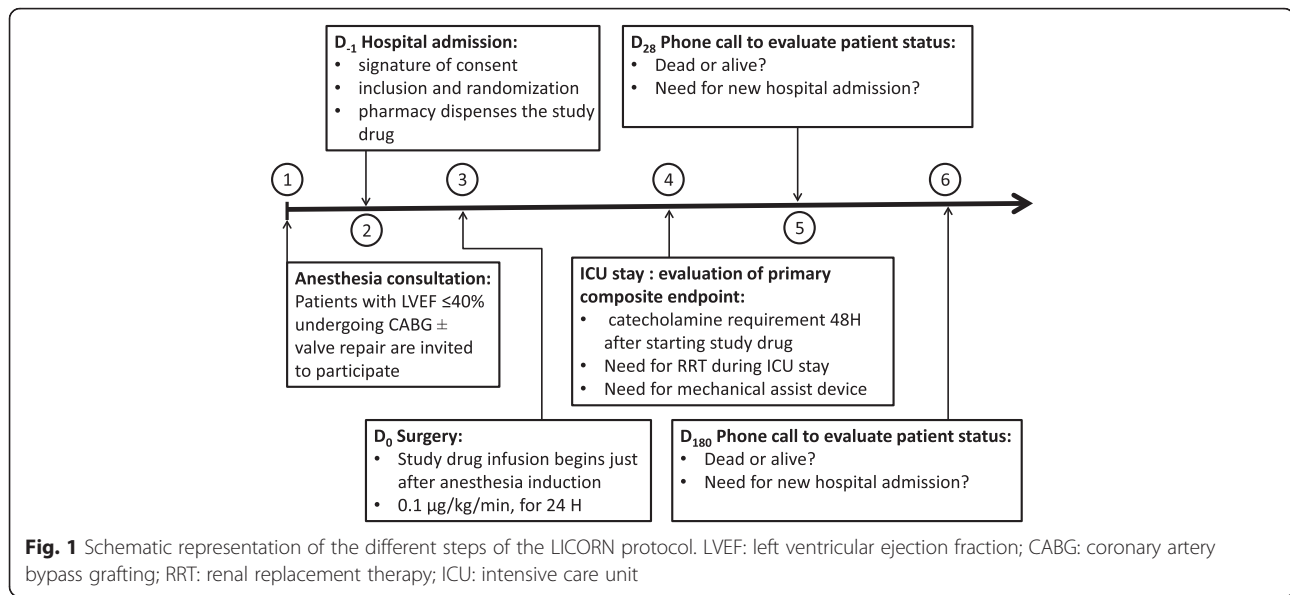 D-1 Hospital admission:
• signature of consent
• inclusion and randomization
• pharmacy dispenses the study
drug
D28 Phone call to evaluate patient status:
• Dead or alive?
• Need for new hospital admission?
1
3
4
6
2
5
Anesthesia consultation:
Patients with LVEF ≤40%
undergoing CABG ±
valve repair are invited
to participate
ICU stay : evaluation of primary
composite endpoint:
• catecholamine requirement 48H
after starting study drug
• Need for RRT during ICU stay
• Need for mechanical assist device
D0 Surgery:
• Study drug infusion begins just
after anesthesia induction
• 0.1 μg/kg/min, for 24 H
D180 Phone call to evaluate patient status:
• Dead or alive?
• Need for new hospital admission?
Fig. 1 Schematic representation of the different steps of the LICORN protocol. LVEF: left ventricular ejection fraction; CABG: coronary artery
bypass grafting; RRT: renal replacement therapy; ICU: intensive care unit